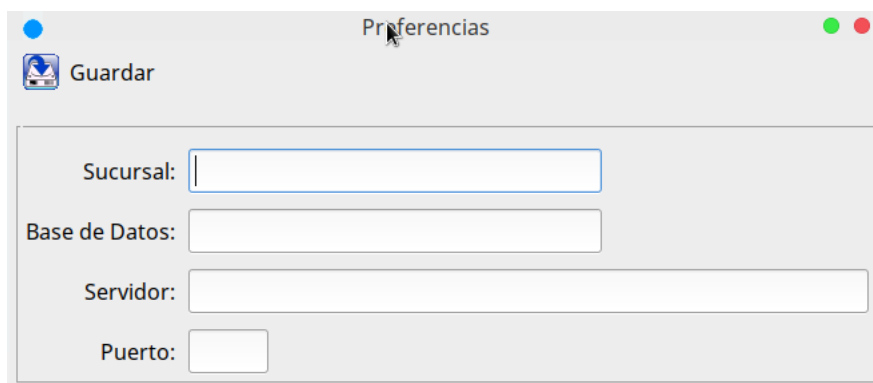 Preferencias
Guardar
Sucursal:
Base de Datos:
Servidor:
Puerto: